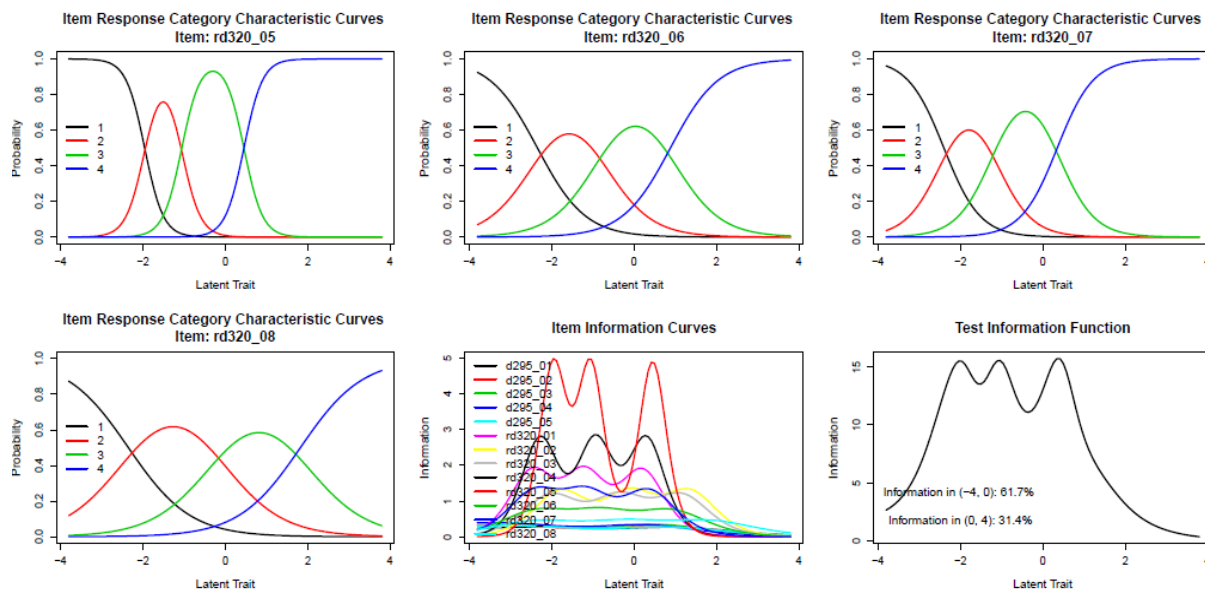 Item Response Category Characteristic Curves
Item: rd320_05
Probability
1.0
0.8
0.6
0.4
0.2
0.0
1
2
3
4
−4
−2
0
2
4
Latent Trait
Item Response Category Characteristic Curves
Item: rd320_06
Probability
1.0
0.8
0.6
0.4
0.2
0.0
1
2
3
4
−4
−2
0
2
4
Latent Trait
Item Response Category Characteristic Curves
Item: rd320_07
Probability
1.0
0.8
0.6
0.4
0.2
0.0
1
2
3
4
−4
−2
0
2
4
Latent Trait
Item Response Category Characteristic Curves
Item: rd320_08
Probability
1.0
0.8
0.6
0.4
0.2
0.0
1
2
3
4
−4
−2
0
2
4
Latent Trait
Item Information Curves
Information
5
4
3
2
1
0
d295_01
d295_02
d295_03
d295_04
d295_05
rd320_01
rd320_02
rd320_03
rd320_04
rd320_05
rd320_06
rd320_07
rd320_08
−4
−2
0
2
4
Latent Trait
Test Information Function
Information
15
10
5
0
Information in (−4, 0): 61.7%
Information in (0, 4): 31.4%
−4
−2
0
2
4
Latent Trait